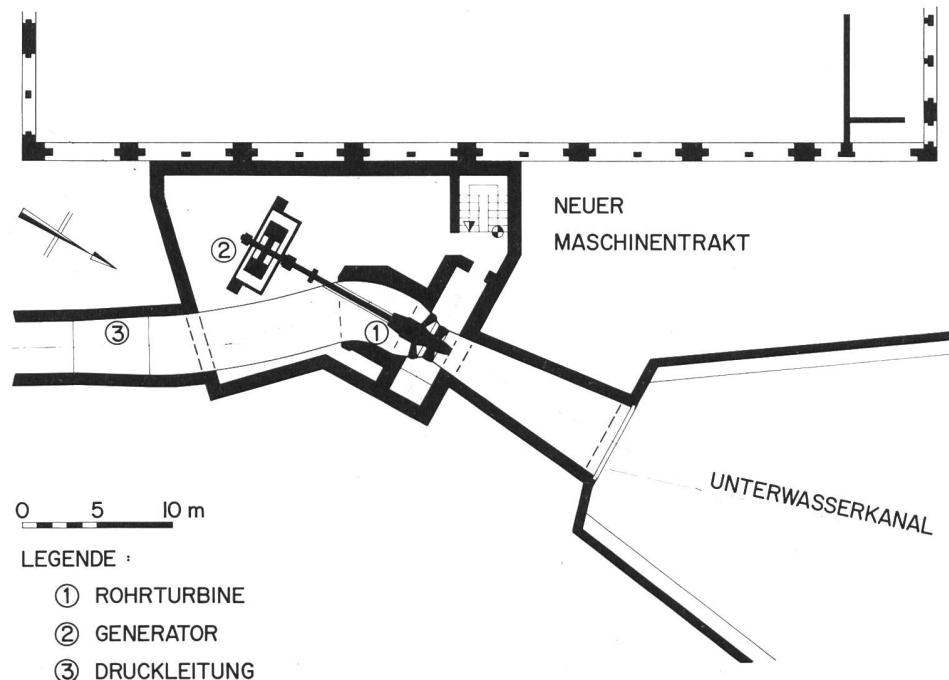 NEUER
MASCHINENTRAKT
②
③
①
UNTERWASSERKANAL
0 5 10 m
LEGENDE :
① ROHRTURBINE
② GENERATOR
③ DRUCKLEITUNG